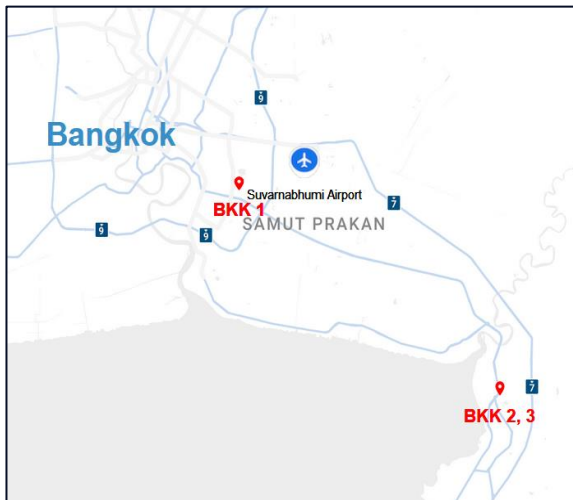 9
Bangkok
Suvarnabhumi Airport
BKK 1
7
SAMUT PRAKAN
9
9
7
BKK 2, 3